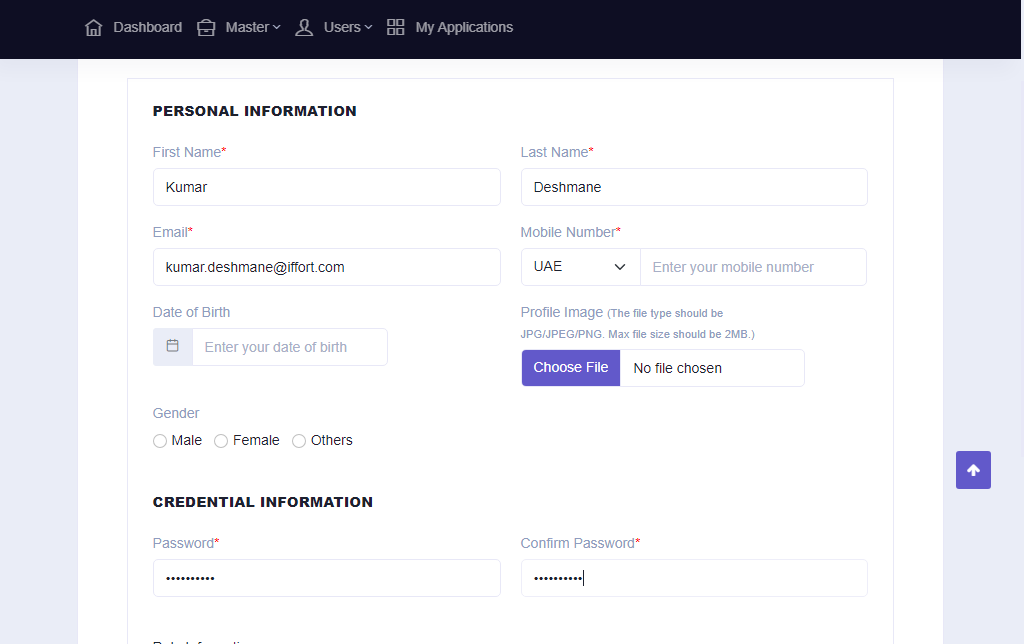 Dashboard Master Users My Applications
PERSONAL INFORMATION
First Name* Last Name*
Kumar Deshmane
Email* Mobile Number*
kumar.deshmane@iffort.com UAE Enter your mobile number
Date of Birth Profile Image (The file type should be
JPG/JPEG/PNG. Max file size should be 2MB.)
Enter your date of birth Choose File No file chosen
Gender
Male Female Others
CREDENTIAL INFORMATION
Password* Confirm Password*
•••••••••• ••••••••••